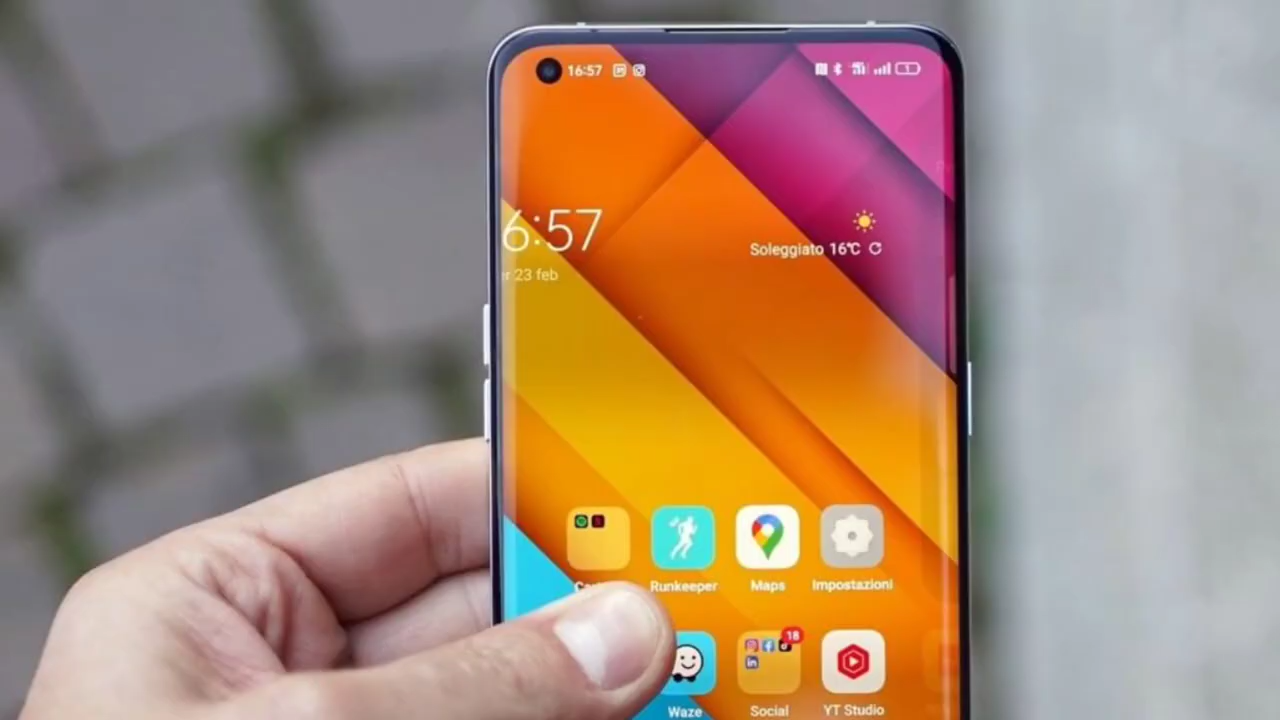 16:57
6:57
Soleggiato 16℃
r 23 feb
Runkeeper
Maps
Impostazioni
18
Waze
Social
YT Studio